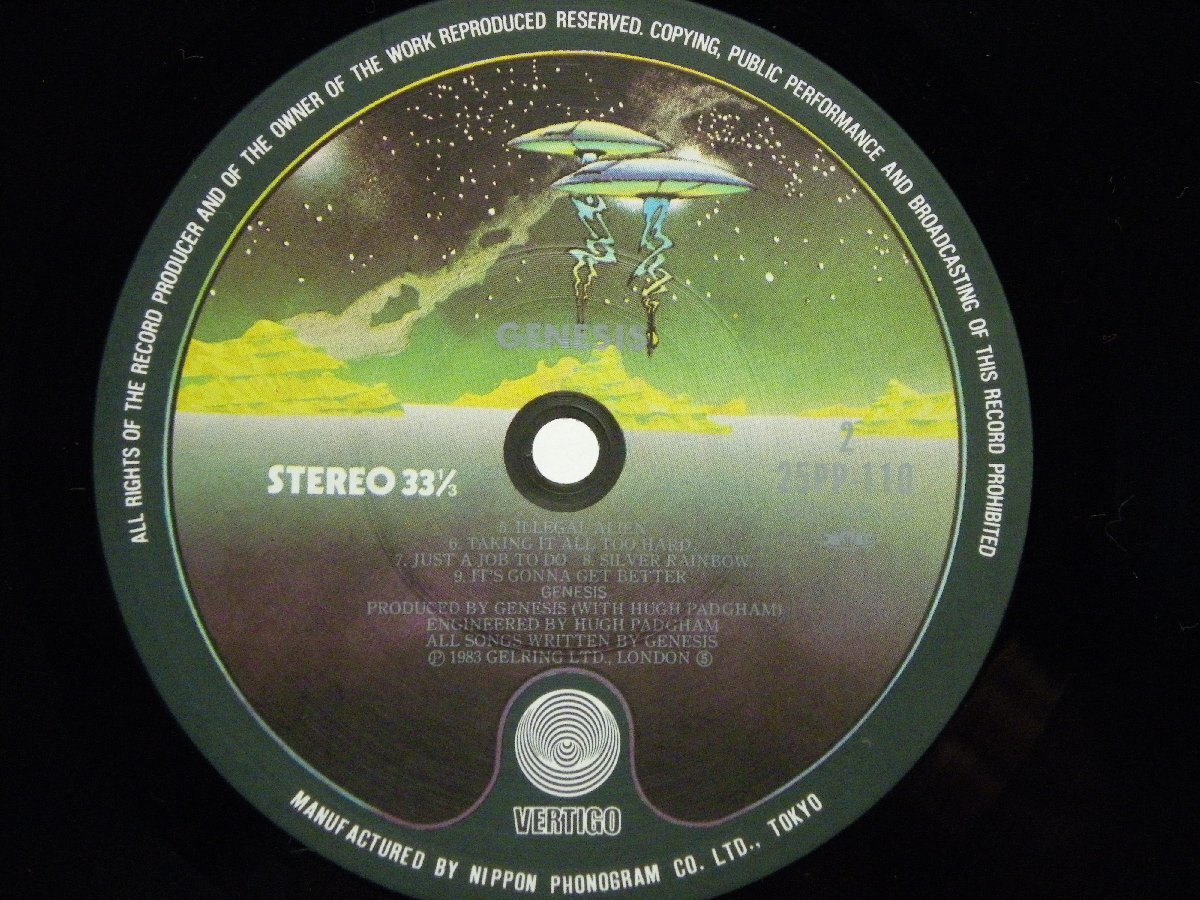 ALL RIGHTS OF THE RECORD PRODUCER AND OF THE OWNER OF THE WORK REPRODUCED RESERVED. COPYING, PUBLIC PERFORMANCE AND BROADCASTING OF THIS RECORD PROHIBITED
GENESIS
STEREO 33⅓
2
25PP-110
5. ILLEGAL ALIEN
6. TAKING IT ALL TOO HARD
7. JUST A JOB TO DO 8. SILVER RAINBOW
9. IT'S GONNA GET BETTER
GENESIS
PRODUCED BY GENESIS (WITH HUGH PADGHAM)
ENGINEERED BY HUGH PADGHAM
ALL SONGS WRITTEN BY GENESIS
Ⓟ 1983 GELRING LTD., LONDON Ⓢ
VERTIGO
MANUFACTURED BY NIPPON PHONOGRAM CO. LTD., TOKYO